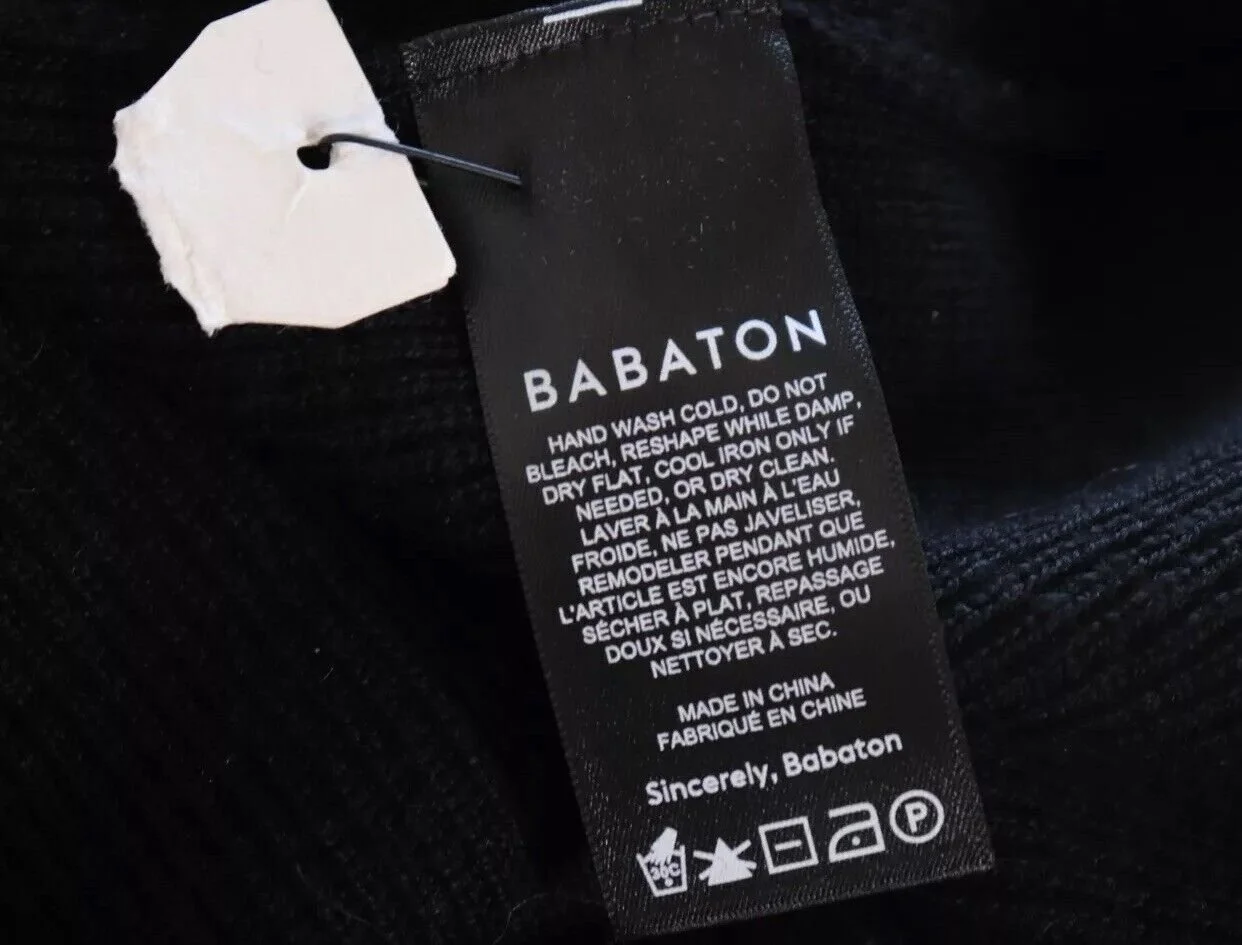 BABATON
HAND WASH COLD, DO NOT
BLEACH, RESHAPE WHILE DAMP,
DRY FLAT, COOL IRON ONLY IF
NEEDED, OR DRY CLEAN.
LAVER À LA MAIN À L'EAU
FROIDE, NE PAS JAVELISER,
REMODELER PENDANT QUE
L'ARTICLE EST ENCORE HUMIDE,
SÉCHER À PLAT, REPASSAGE
DOUX SI NÉCESSAIRE, OU
NETTOYER À SEC.
MADE IN CHINA
FABRIQUÉ EN CHINE
Sincerely, Babaton
30C P